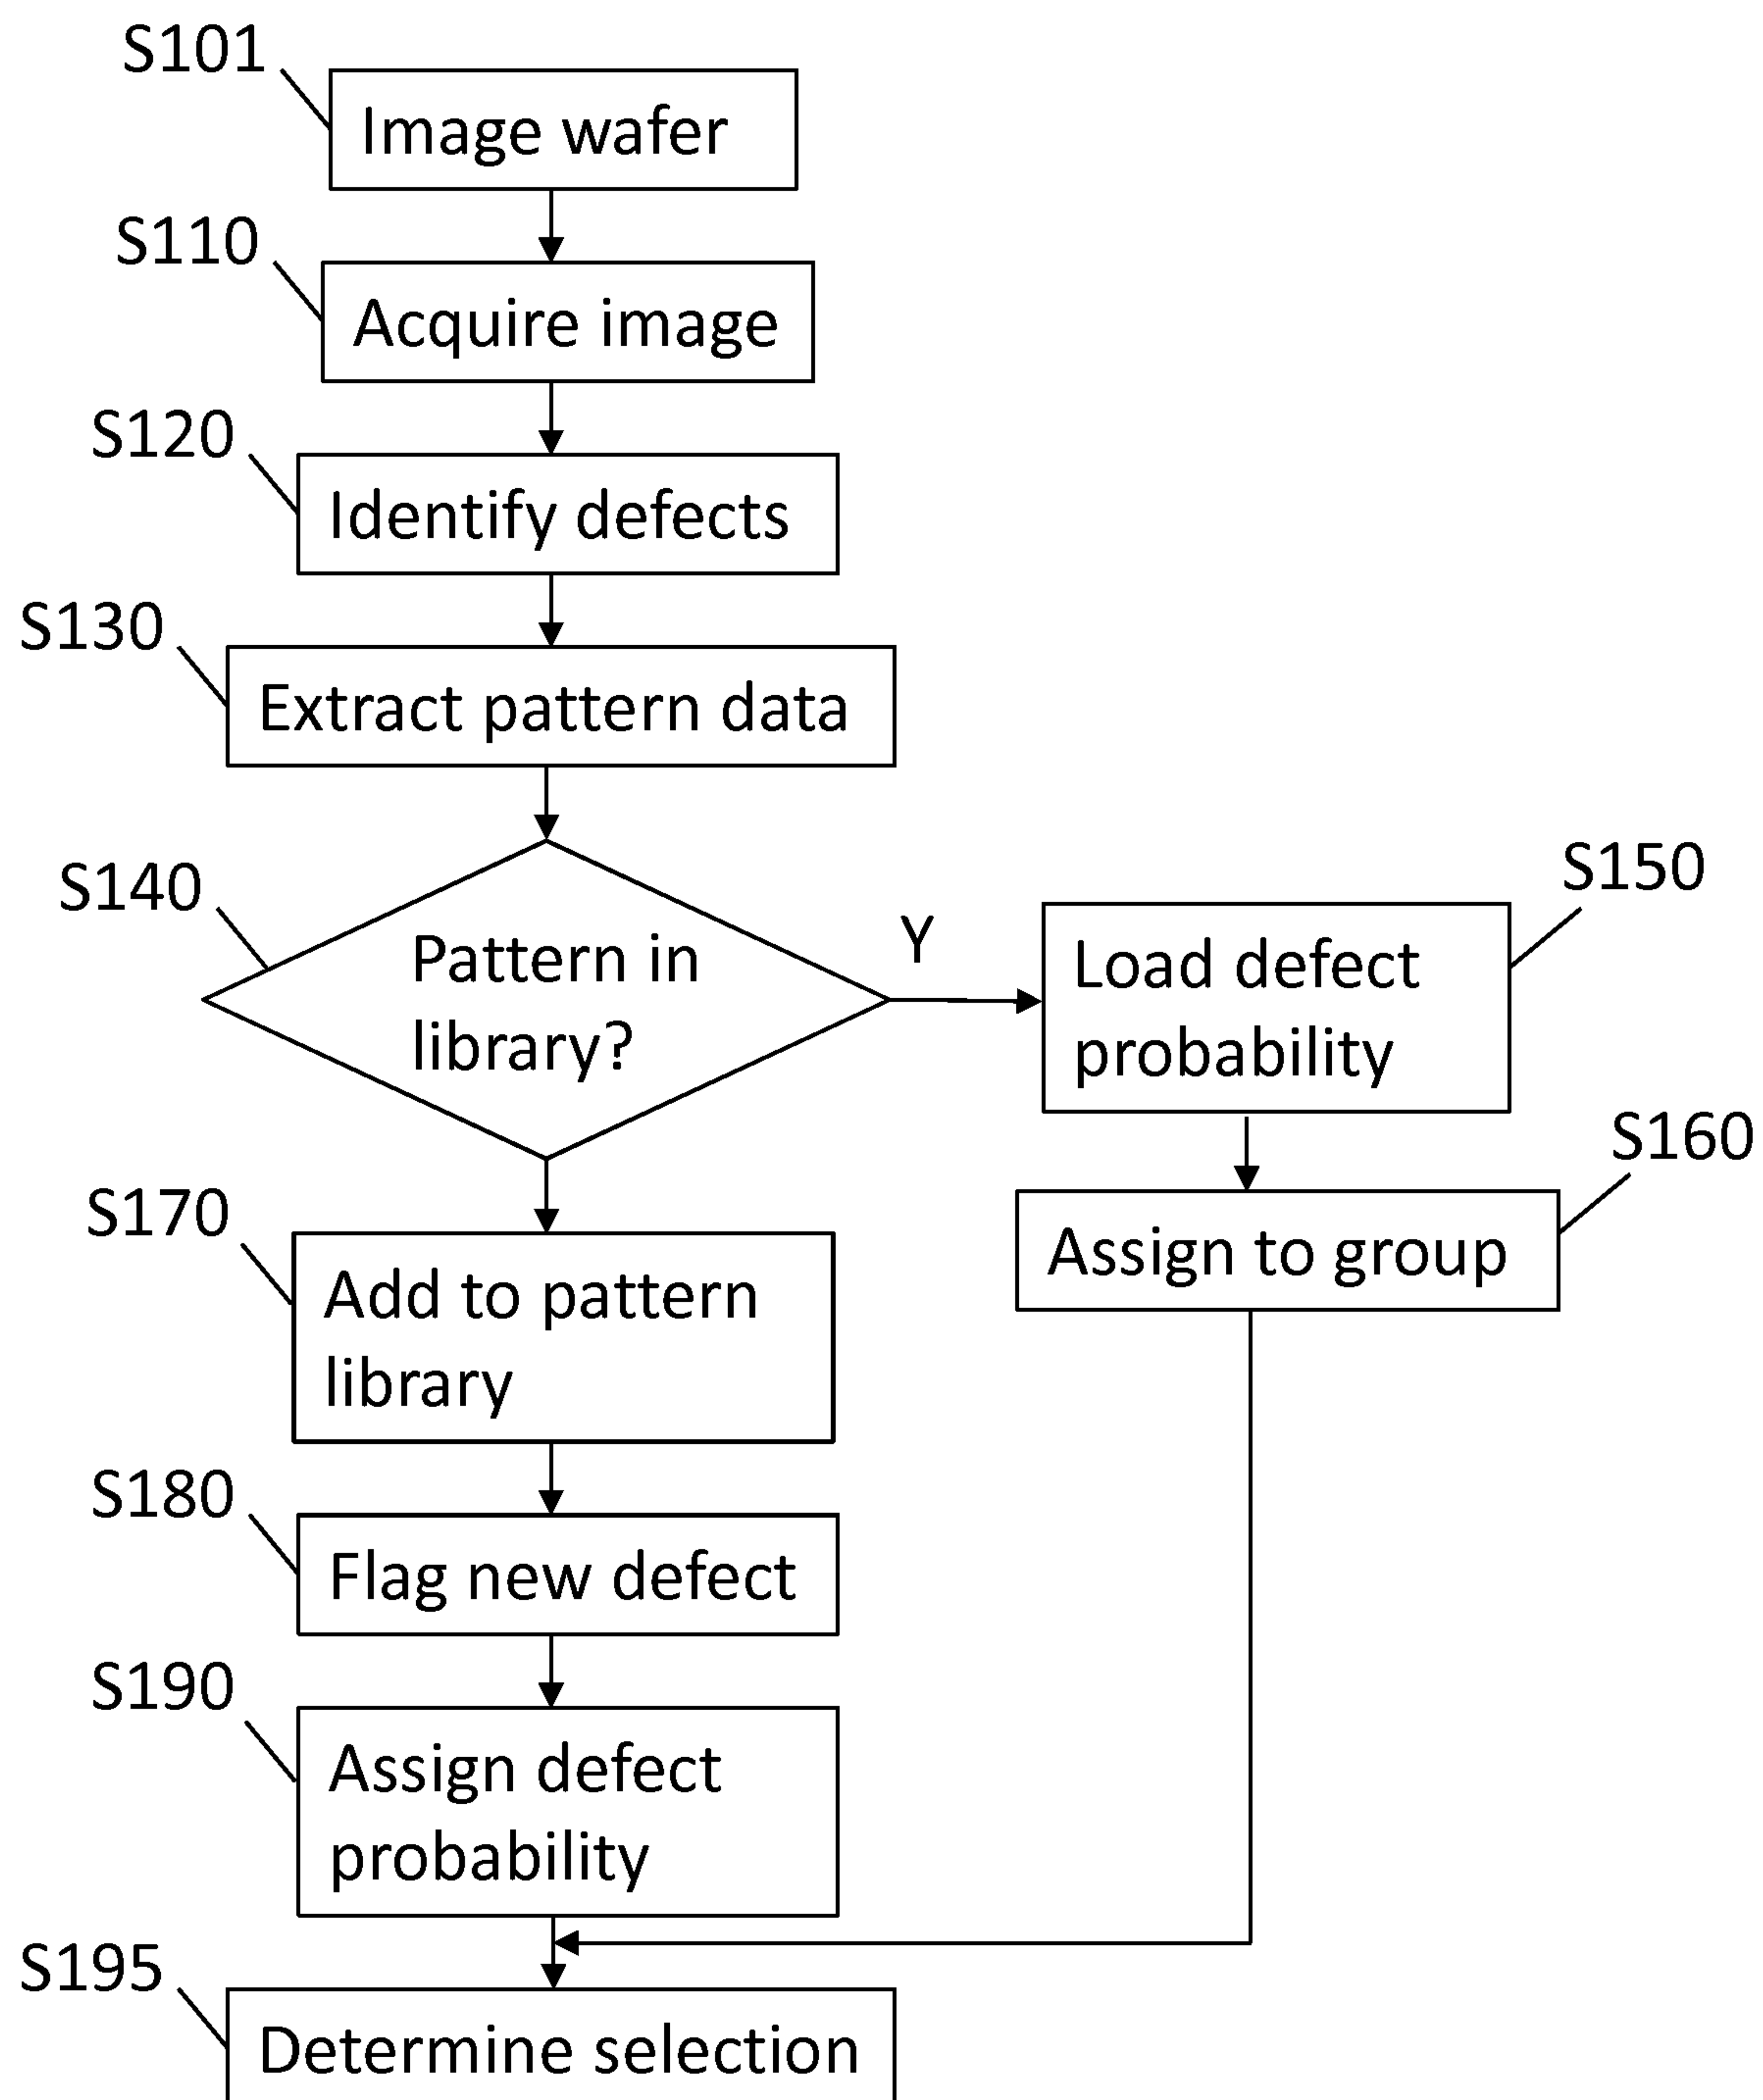 S101
Image wafer
S110
Acquire image
S120
Identify defects
S130
Extract pattern data
S140
Pattern in
library?
Y
S150
Load defect
probability
S160
Assign to group
S170
Add to pattern
library
S180
Flag new defect
S190
Assign defect
probability
S195
Determine selection